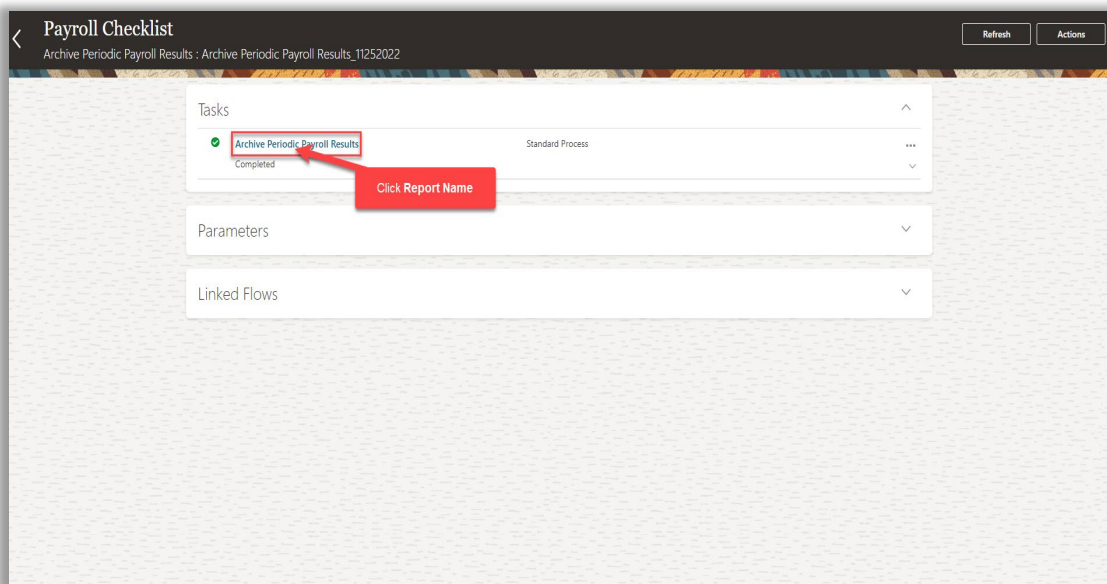 Payroll Checklist
Archive Periodic Payroll Results : Archive Periodic Payroll Results_11252022
Refresh
Actions
Tasks
Archive Periodic Payroll Results
Standard Process
Completed
Click Report Name
Parameters
Linked Flows